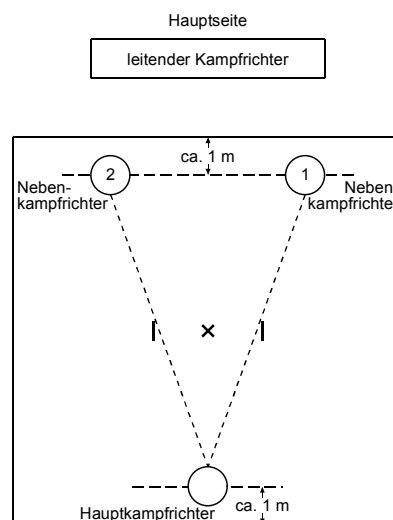 Hauptseite
leitender Kampfrichter
ca. 1 m
2
1
Neben-
kampfrichter
Neben
kampfrichte
Hauptkampfrichter
ca. 1 m